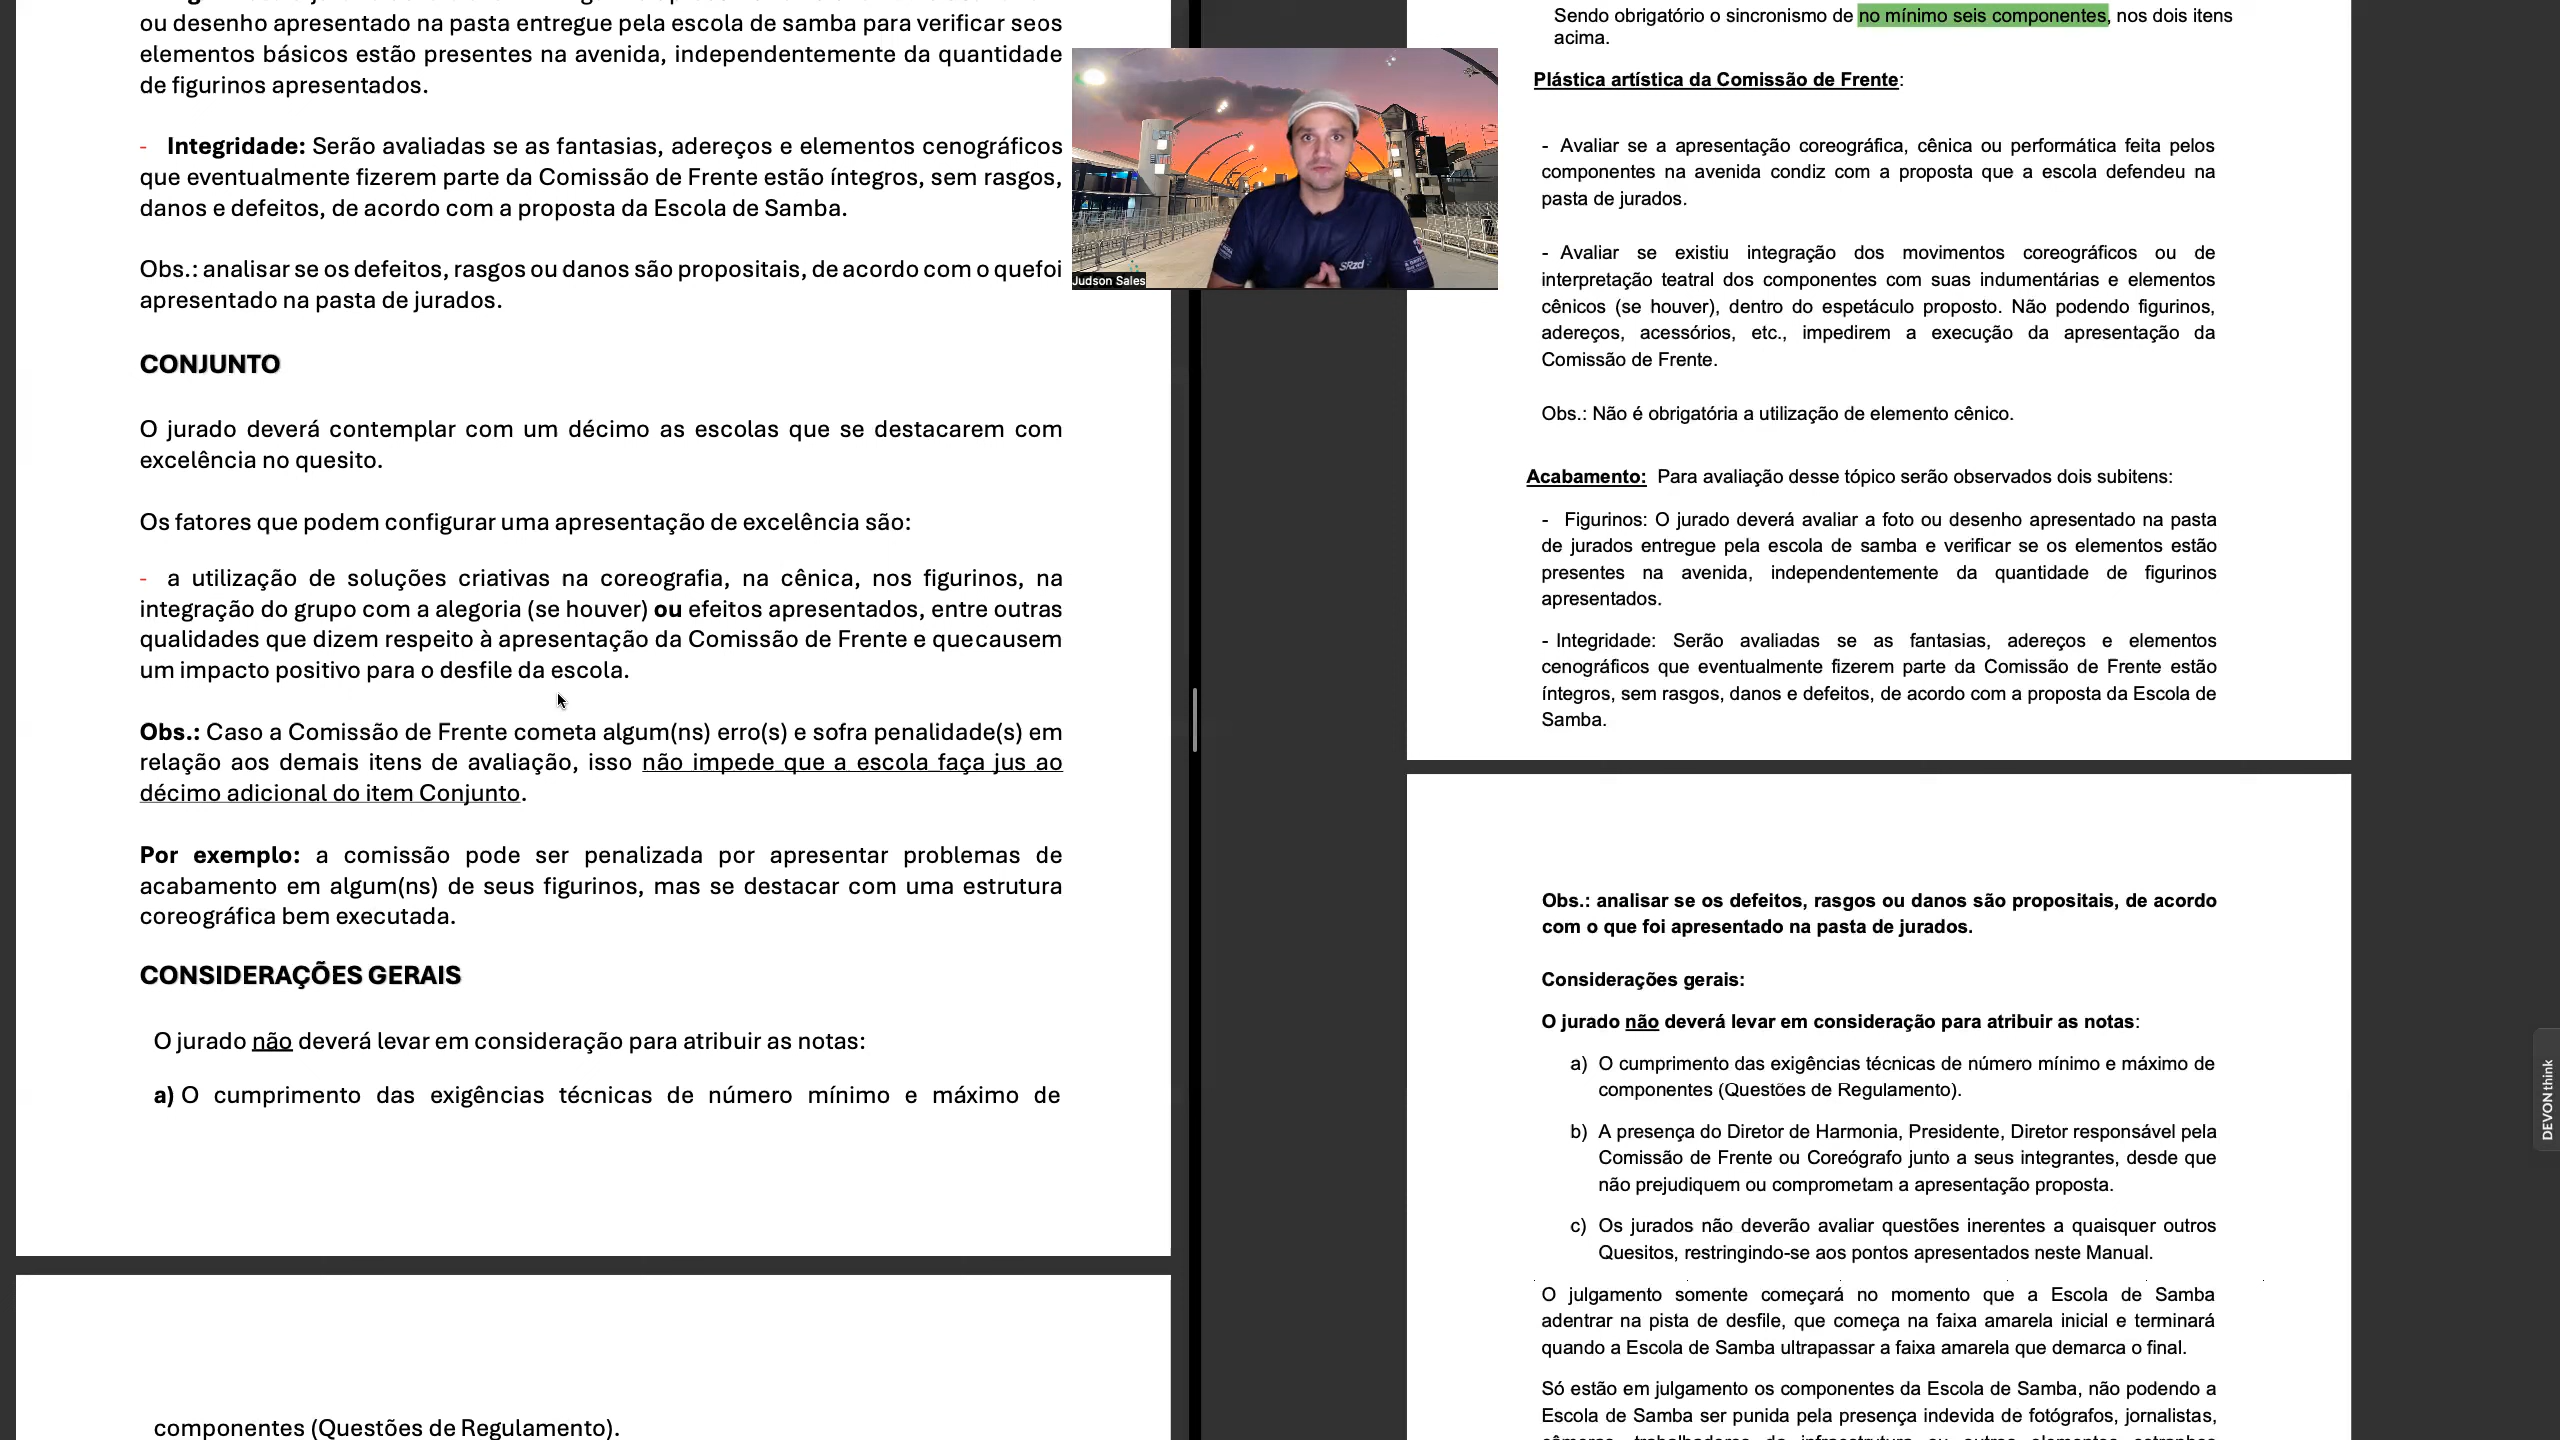 ou desenho apresentado na pasta entregue pela escola de samba para verificar seos
elementos básicos estão presentes na avenida, independentemente da quantidade
de figurinos apresentados.
- Integridade: Serão avaliadas se as fantasias, adereços e elementos cenográficos
que eventualmente fizerem parte da Comissão de Frente estão íntegros, sem rasgos,
danos e defeitos, de acordo com a proposta da Escola de Samba.
Obs.: analisar se os defeitos, rasgos ou danos são propositais, de acordo com o quefoi
apresentado na pasta de jurados.
CONJUNTO
O jurado deverá contemplar com um décimo as escolas que se destacarem com
excelência no quesito.
Os fatores que podem configurar uma apresentação de excelência são:
- a utilização de soluções criativas na coreografia, na cênica, nos figurinos, na
integração do grupo com a alegoria (se houver) ou efeitos apresentados, entre outras
qualidades que dizem respeito à apresentação da Comissão de Frente e quecausem
um impacto positivo para o desfile da escola.
Obs.: Caso a Comissão de Frente cometa algum(ns) erro(s) e sofra penalidade(s) em
relação aos demais itens de avaliação, isso não impede que a escola faça jus ao
décimo adicional do item Conjunto.
Por exemplo: a comissão pode ser penalizada por apresentar problemas de
acabamento em algum(ns) de seus figurinos, mas se destacar com uma estrutura
coreográfica bem executada.
CONSIDERAÇÕES GERAIS
O jurado não deverá levar em consideração para atribuir as notas:
a) O cumprimento das exigências técnicas de número mínimo e máximo de
componentes (Questões de Regulamento).
SRzd
Judson Sales
Sendo obrigatório o sincronismo de no mínimo seis componentes, nos dois itens
acima.
Plástica artística da Comissão de Frente:
- Avaliar se a apresentação coreográfica, cênica ou performática feita pelos
componentes na avenida condiz com a proposta que a escola defendeu na
pasta de jurados.
- Avaliar se existiu integração dos movimentos coreográficos ou de
interpretação teatral dos componentes com suas indumentárias e elementos
cênicos (se houver), dentro do espetáculo proposto. Não podendo figurinos,
adereços, acessórios, etc., impedirem a execução da apresentação da
Comissão de Frente.
Obs.: Não é obrigatória a utilização de elemento cênico.
Acabamento: Para avaliação desse tópico serão observados dois subitens:
- Figurinos: O jurado deverá avaliar a foto ou desenho apresentado na pasta
de jurados entregue pela escola de samba e verificar se os elementos estão
presentes na avenida, independentemente da quantidade de figurinos
apresentados.
- Integridade: Serão avaliadas se as fantasias, adereços e elementos
cenográficos que eventualmente fizerem parte da Comissão de Frente estão
íntegros, sem rasgos, danos e defeitos, de acordo com a proposta da Escola de
Samba.
Obs.: analisar se os defeitos, rasgos ou danos são propositais, de acordo
com o que foi apresentado na pasta de jurados.
Considerações gerais:
O jurado não deverá levar em consideração para atribuir as notas:
a) O cumprimento das exigências técnicas de número mínimo e máximo de
componentes (Questões de Regulamento).
b) A presença do Diretor de Harmonia, Presidente, Diretor responsável pela
Comissão de Frente ou Coreógrafo junto a seus integrantes, desde que
não prejudiquem ou comprometam a apresentação proposta.
c) Os jurados não deverão avaliar questões inerentes a quaisquer outros
Quesitos, restringindo-se aos pontos apresentados neste Manual.
O julgamento somente começará no momento que a Escola de Samba
adentrar na pista de desfile, que começa na faixa amarela inicial e terminará
quando a Escola de Samba ultrapassar a faixa amarela que demarca o final.
Só estão em julgamento os componentes da Escola de Samba, não podendo a
Escola de Samba ser punida pela presença indevida de fotógrafos, jornalistas,
DEVONthink